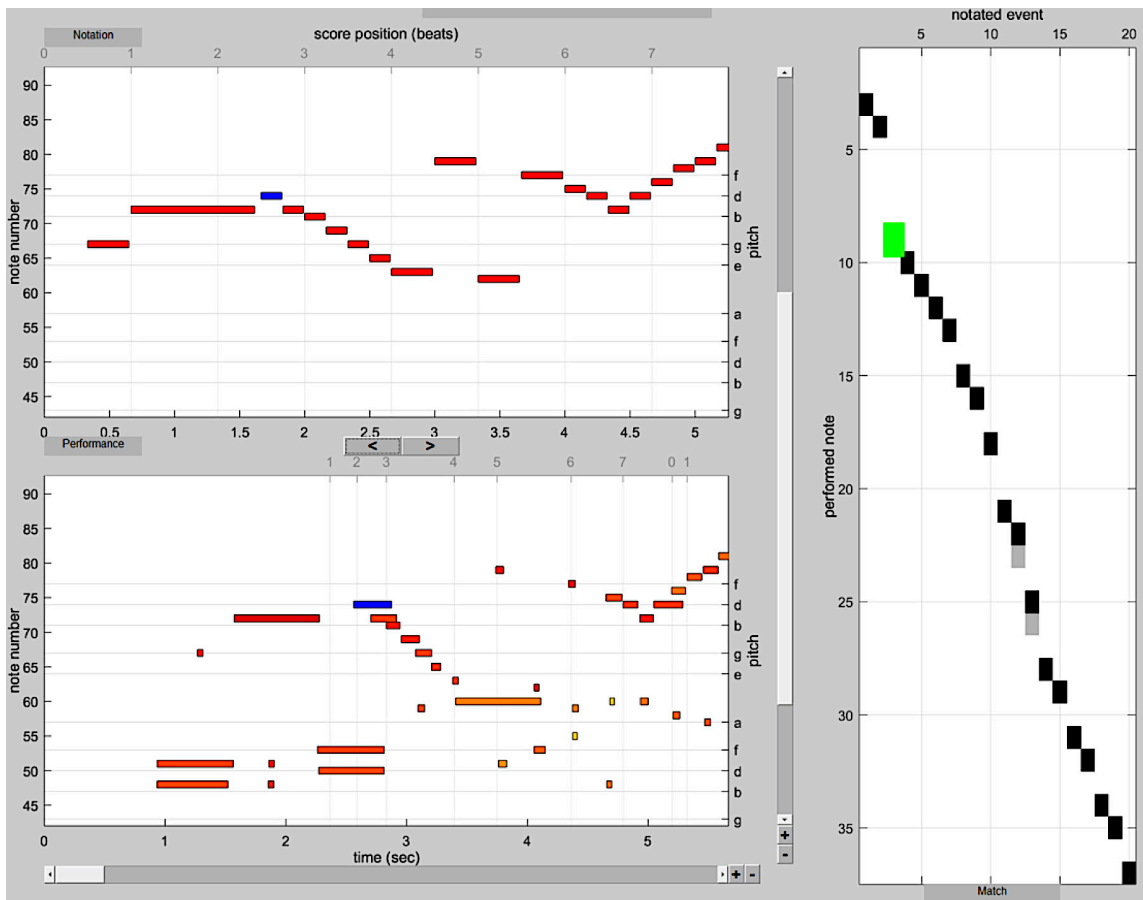 Notation
score position (beats)
0 1 2 3 4 5 6 7
note number
90
85
80
75
70
65
60
55
50
45
f
d
b
g
e
a
f
d
b
g
pitch
0 0.5 1 1.5 2 2.5 3 3.5 4 4.5 5
Performance
< >
1 2 3 4 5 6 7 0 1
note number
90
85
80
75
70
65
60
55
50
45
f
d
b
g
e
a
f
d
b
g
pitch
0 1 2 3 4 5
time (sec)
+
-
+ -
notated event
5 10 15 20
performed note
5
10
15
20
25
30
35
Match